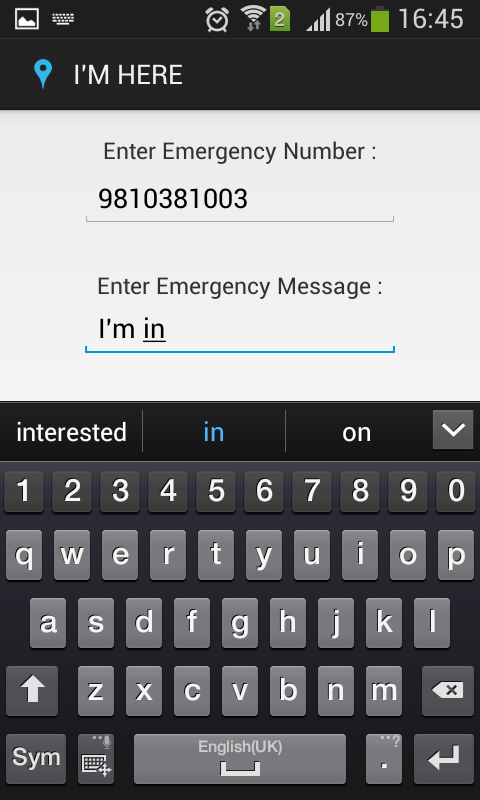 2 87% 16:45
I'M HERE
Enter Emergency Number :
9810381003
Enter Emergency Message :
I'm in
interested in on
1 2 3 4 5 6 7 8 9 0
q w e r t y u i o p
a s d f g h j k l
z x c v b n m
Sym English(UK) ...? .